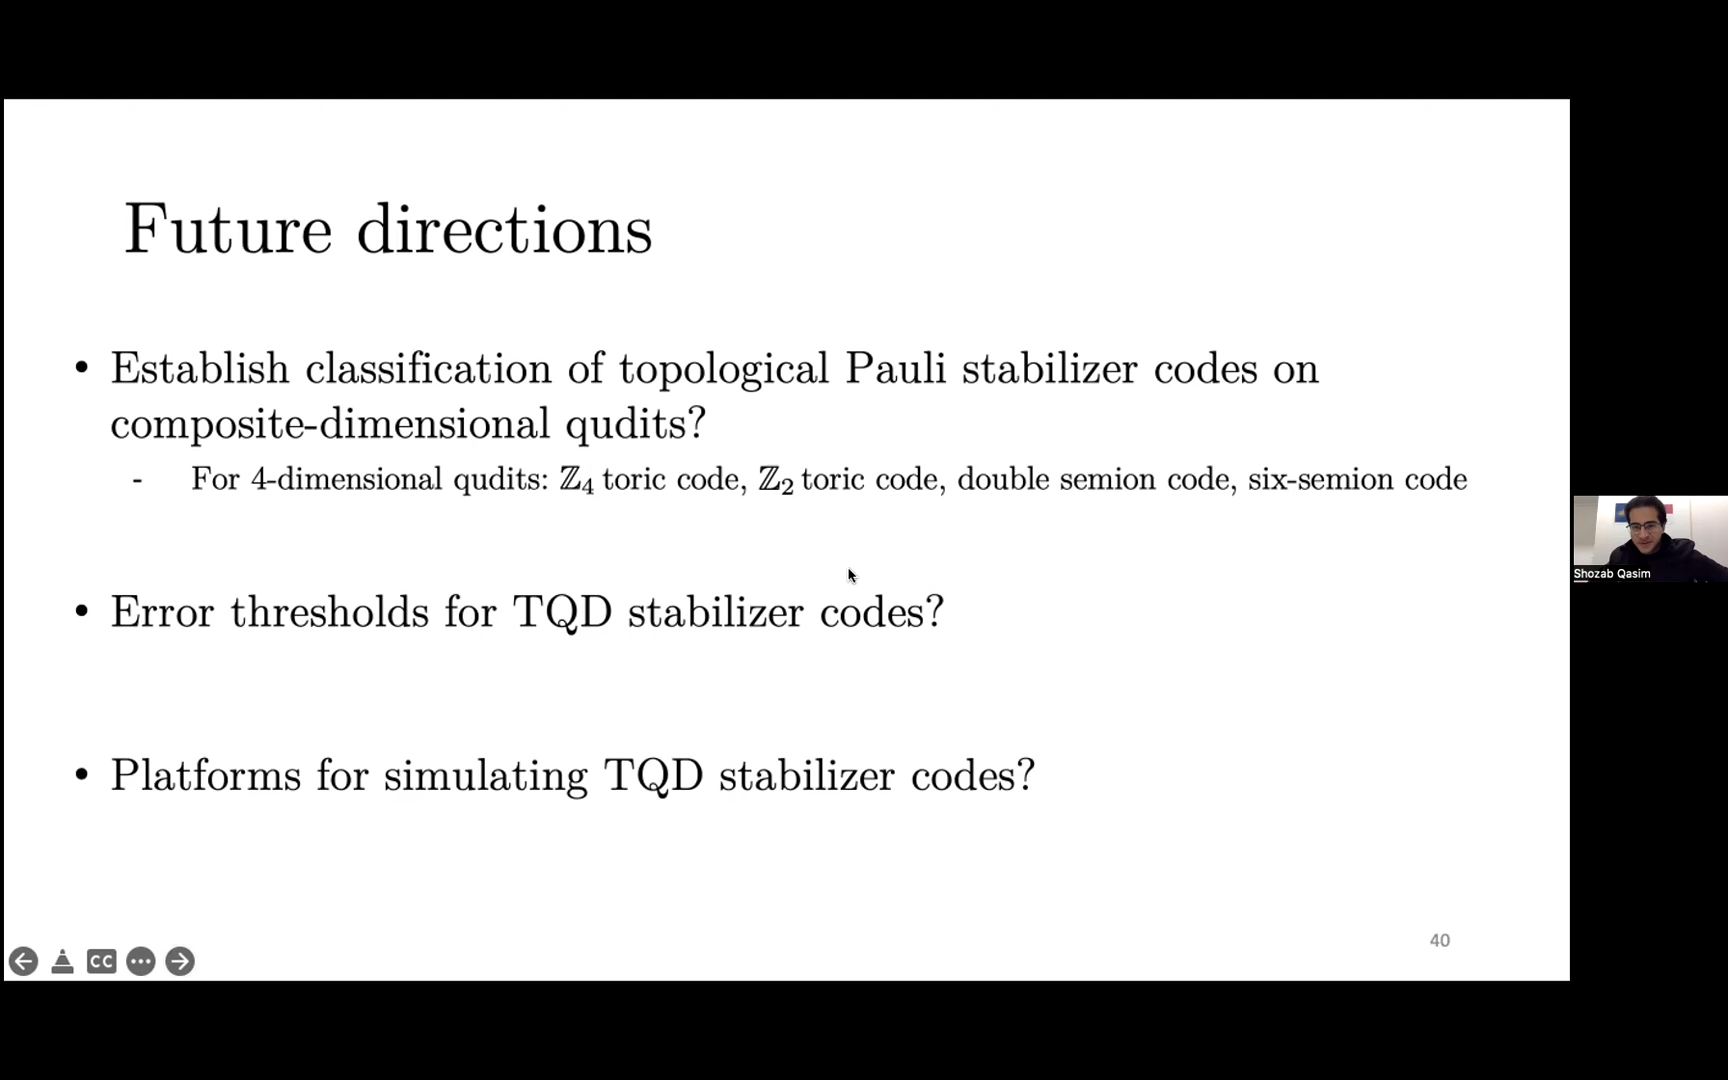 Future directions
• Establish classification of topological Pauli stabilizer codes on
composite-dimensional qudits?
- For 4-dimensional qudits: ℤ₄ toric code, ℤ₂ toric code, double semion code, six-semion code
Shozab Qasim
• Error thresholds for TQD stabilizer codes?
• Platforms for simulating TQD stabilizer codes?
40
CC